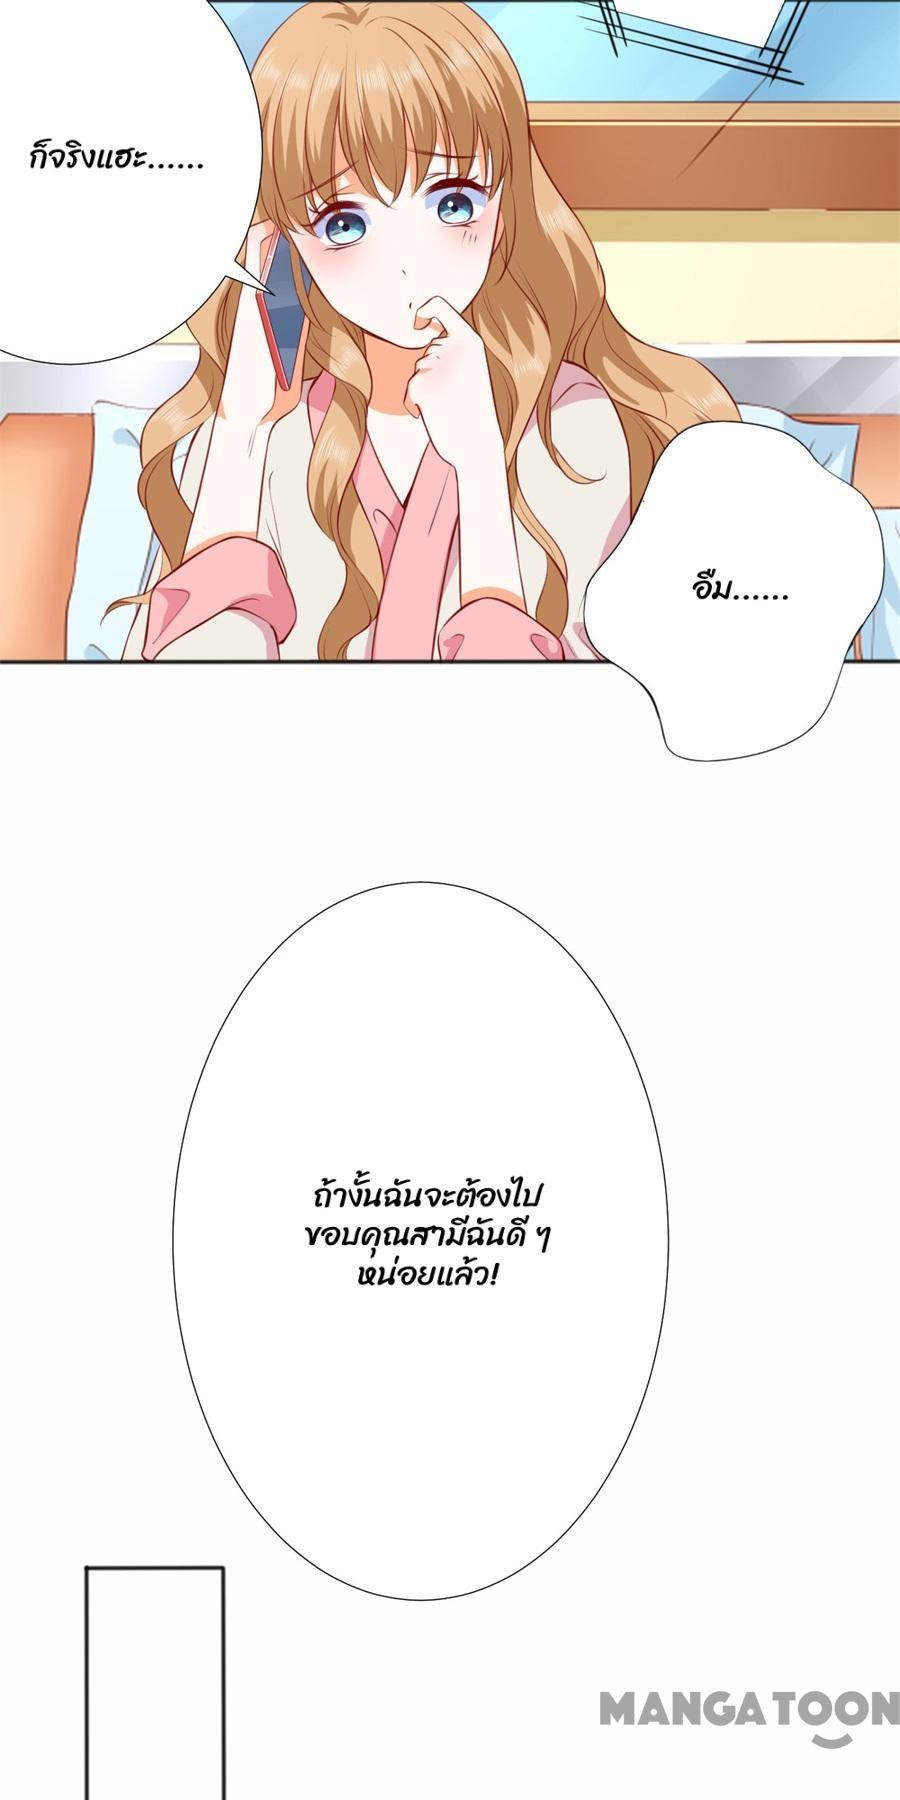 ก็จริงแฮะ......
อืม......
ถ้างั้นฉันจะต้องไป
ขอบคุณสามีฉันดี ๆ
หน่อยแล้ว!
MANGATOON